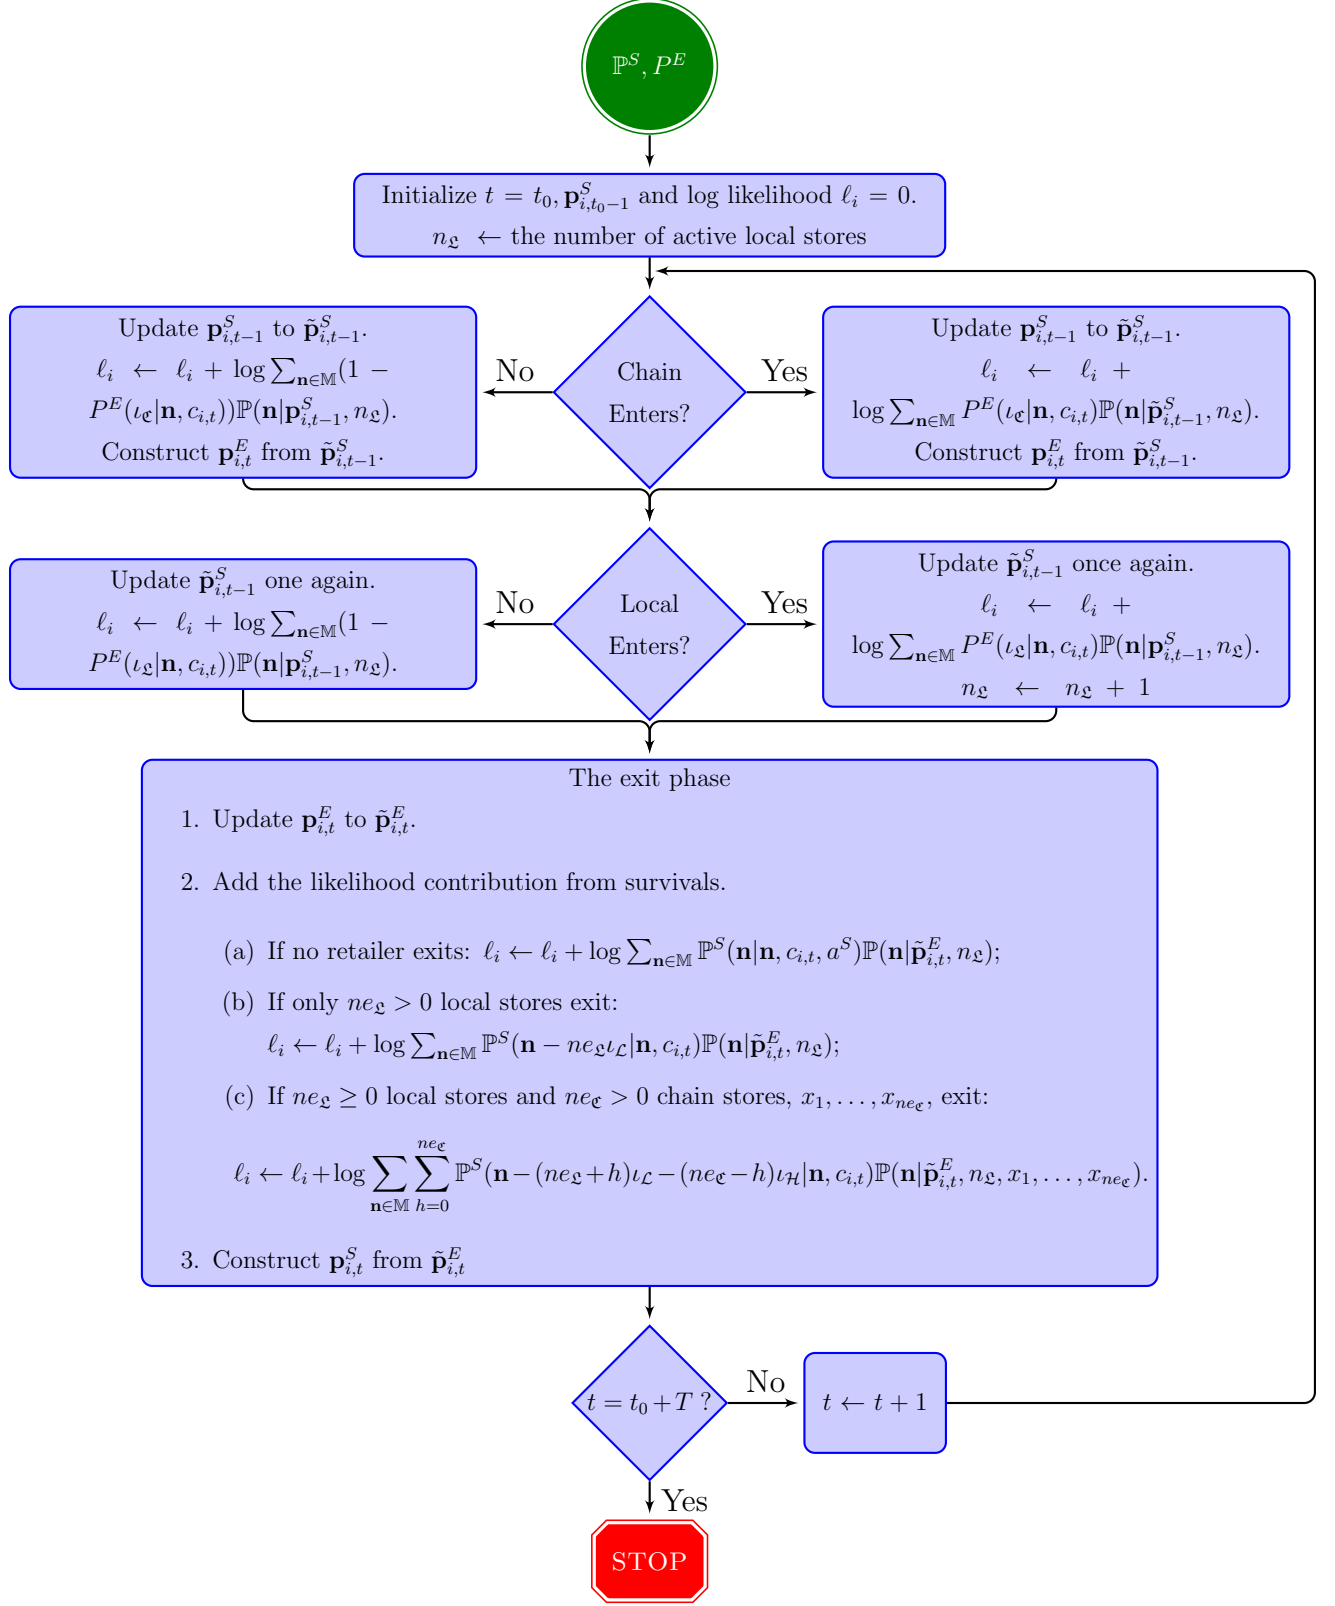 ℙ^S, P^E
Initialize t = t_0, 𝐩^S_{i,t_0−1} and log likelihood ℓ_i = 0.
n_𝔏 ← the number of active local stores
Update 𝐩^S_{i,t−1} to 𝐩̃^S_{i,t−1}.
ℓ_i ← ℓ_i + log ∑_{𝐧∈𝕄}(1 −
P^E(ι_ℭ|𝐧, c_{i,t}))ℙ(𝐧|𝐩^S_{i,t−1}, n_𝔏).
Construct 𝐩^E_{i,t} from 𝐩̃^S_{i,t−1}.
No
Chain
Enters?
Yes
Update 𝐩^S_{i,t−1} to 𝐩̃^S_{i,t−1}.
ℓ_i ← ℓ_i +
log ∑_{𝐧∈𝕄} P^E(ι_ℭ|𝐧, c_{i,t})ℙ(𝐧|𝐩̃^S_{i,t−1}, n_𝔏).
Construct 𝐩^E_{i,t} from 𝐩̃^S_{i,t−1}.
Update 𝐩̃^S_{i,t−1} one again.
ℓ_i ← ℓ_i + log ∑_{𝐧∈𝕄}(1 −
P^E(ι_𝔏|𝐧, c_{i,t}))ℙ(𝐧|𝐩^S_{i,t−1}, n_𝔏).
No
Local
Enters?
Yes
Update 𝐩̃^S_{i,t−1} once again.
ℓ_i ← ℓ_i +
log ∑_{𝐧∈𝕄} P^E(ι_𝔏|𝐧, c_{i,t})ℙ(𝐧|𝐩^S_{i,t−1}, n_𝔏).
n_𝔏 ← n_𝔏 + 1
The exit phase
1. Update 𝐩^E_{i,t} to 𝐩̃^E_{i,t}.
2. Add the likelihood contribution from survivals.
(a) If no retailer exits: ℓ_i ← ℓ_i + log ∑_{𝐧∈𝕄} ℙ^S(𝐧|𝐧, c_{i,t}, a^S)ℙ(𝐧|𝐩̃^E_{i,t}, n_𝔏);
(b) If only ne_𝔏 > 0 local stores exit:
ℓ_i ← ℓ_i + log ∑_{𝐧∈𝕄} ℙ^S(𝐧 − ne_𝔏ι_ℒ|𝐧, c_{i,t})ℙ(𝐧|𝐩̃^E_{i,t}, n_𝔏);
(c) If ne_𝔏 ≥ 0 local stores and ne_ℭ > 0 chain stores, x_1, . . . , x_{ne_ℭ}, exit:
ℓ_i ← ℓ_i + log ∑_{𝐧∈𝕄} ∑_{h=0}^{ne_ℭ} ℙ^S(𝐧 − (ne_𝔏 + h)ι_ℒ − (ne_ℭ − h)ι_ℋ|𝐧, c_{i,t})ℙ(𝐧|𝐩̃^E_{i,t}, n_𝔏, x_1, . . . , x_{ne_ℭ}).
3. Construct 𝐩^S_{i,t} from 𝐩̃^E_{i,t}
t = t_0 + T ?
No
t ← t + 1
Yes
STOP